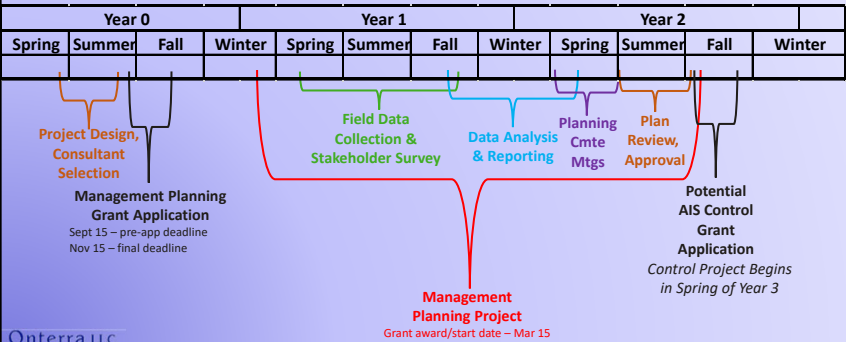 Year 0 Year 1 Year 2
Spring Summer Fall Winter Spring Summer Fall Winter Spring Summer Fall Winter
Project Design,
Consultant
Selection
Management Planning
Grant Application
Sept 15 – pre-app deadline
Nov 15 – final deadline
Field Data
Collection &
Stakeholder Survey
Data Analysis
& Reporting
Planning
Cmte
Mtgs
Plan
Review,
Approval
Potential
AIS Control
Grant
Application
Control Project Begins
in Spring of Year 3
Management
Planning Project
Grant award/start date – Mar 15
Onterra LLC